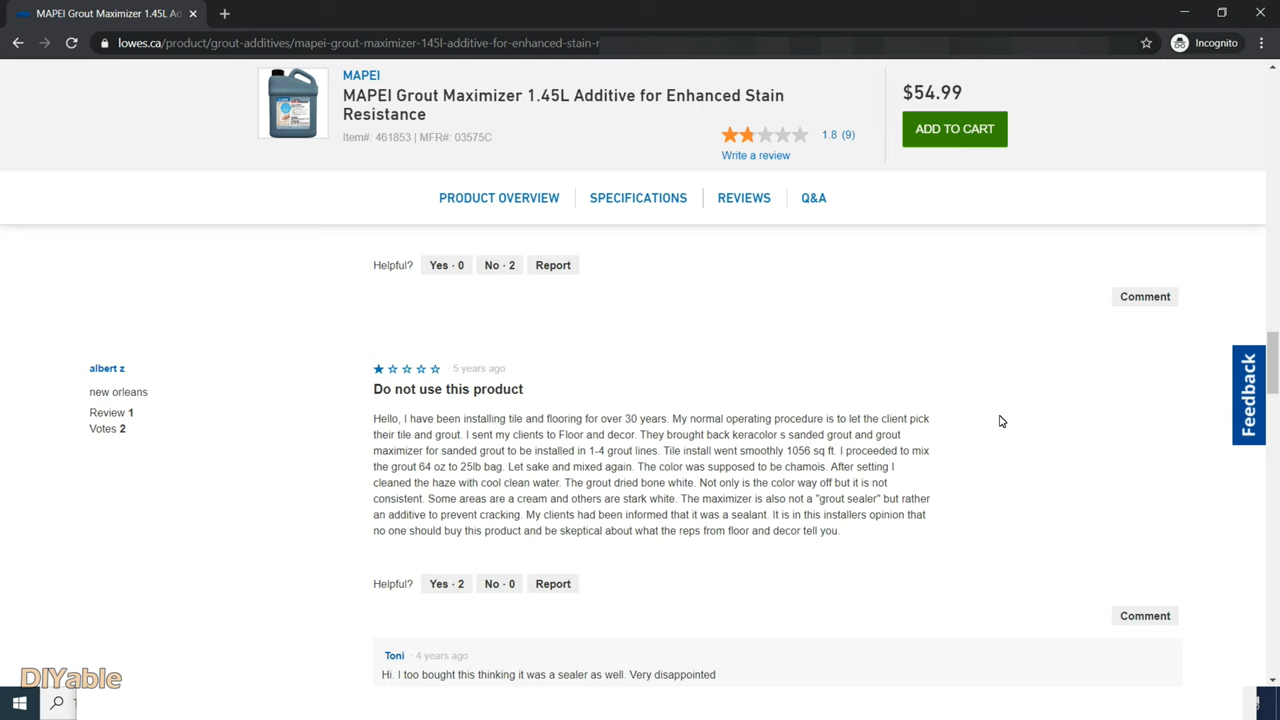 MAPEI Grout Maximizer 1.45L Ad
lowes.ca/product/grout-additives/mapei-grout-maximizer-145l-additive-for-enhanced-stain-r
Incognito
MAPEI
MAPEI Grout Maximizer 1.45L Additive for Enhanced Stain
Resistance
Item#: 461853 | MFR#: 03575C
1.8 (9)
Write a review
$54.99
ADD TO CART
PRODUCT OVERVIEW
SPECIFICATIONS
REVIEWS
Q&A
Helpful? Yes · 0 No · 2 Report
Comment
albert z
new orleans
Review 1
Votes 2
· 5 years ago
Do not use this product
Hello, I have been installing tile and flooring for over 30 years. My normal operating procedure is to let the client pick
their tile and grout. I sent my clients to Floor and decor. They brought back keracolor s sanded grout and grout
maximizer for sanded grout to be installed in 1-4 grout lines. Tile install went smoothly 1056 sq ft. I proceeded to mix
the grout 64 oz to 25lb bag. Let sake and mixed again. The color was supposed to be chamois. After setting I
cleaned the haze with cool clean water. The grout dried bone white. Not only is the color way off but it is not
consistent. Some areas are a cream and others are stark white. The maximizer is also not a "grout sealer" but rather
an additive to prevent cracking. My clients had been informed that it was a sealant. It is in this installers opinion that
no one should buy this product and be skeptical about what the reps from floor and decor tell you.
Helpful? Yes · 2 No · 0 Report
Comment
Toni · 4 years ago
Hi. I too bought this thinking it was a sealer as well. Very disappointed
Feedback
DIYable